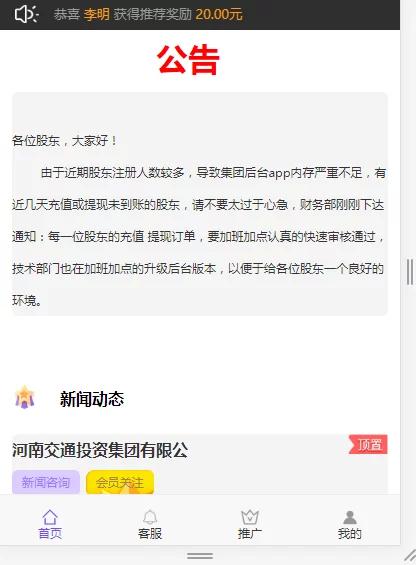 恭喜 李明 获得推荐奖励 20.00元
公告
各位股东，大家好！
由于近期股东注册人数较多，导致集团后台app内存严重不足，有
近几天充值或提现未到账的股东，请不要太过于心急，财务部刚刚下达
通知：每一位股东的充值 提现订单，要加班加点认真的快速审核通过，
技术部门也在加班加点的升级后台版本，以便于给各位股东一个良好的
环境。
新闻动态
河南交通投资集团有限公
顶置
新闻咨询 会员关注
首页 客服 推广 我的